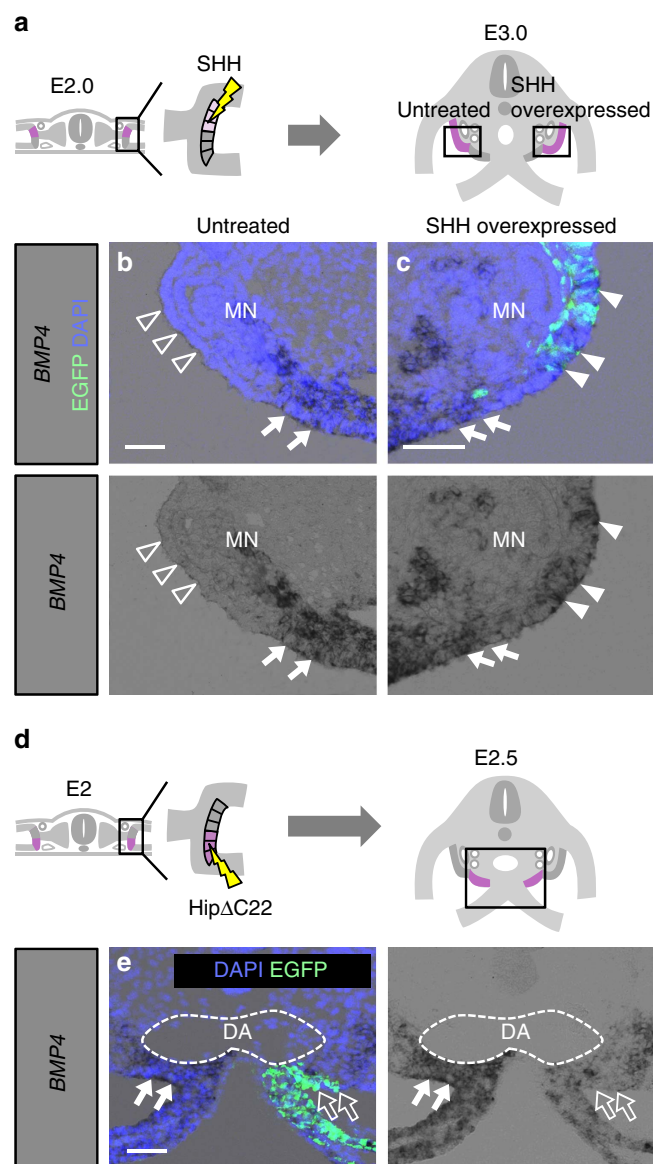 a
E2.0
SHH
E3.0
Untreated
SHH
overexpressed
Untreated
SHH overexpressed
BMP4
EGFP DAPI
b
MN
c
MN
BMP4
MN
MN
d
E2
HipΔC22
E2.5
BMP4
e
DAPI EGFP
DA
DA